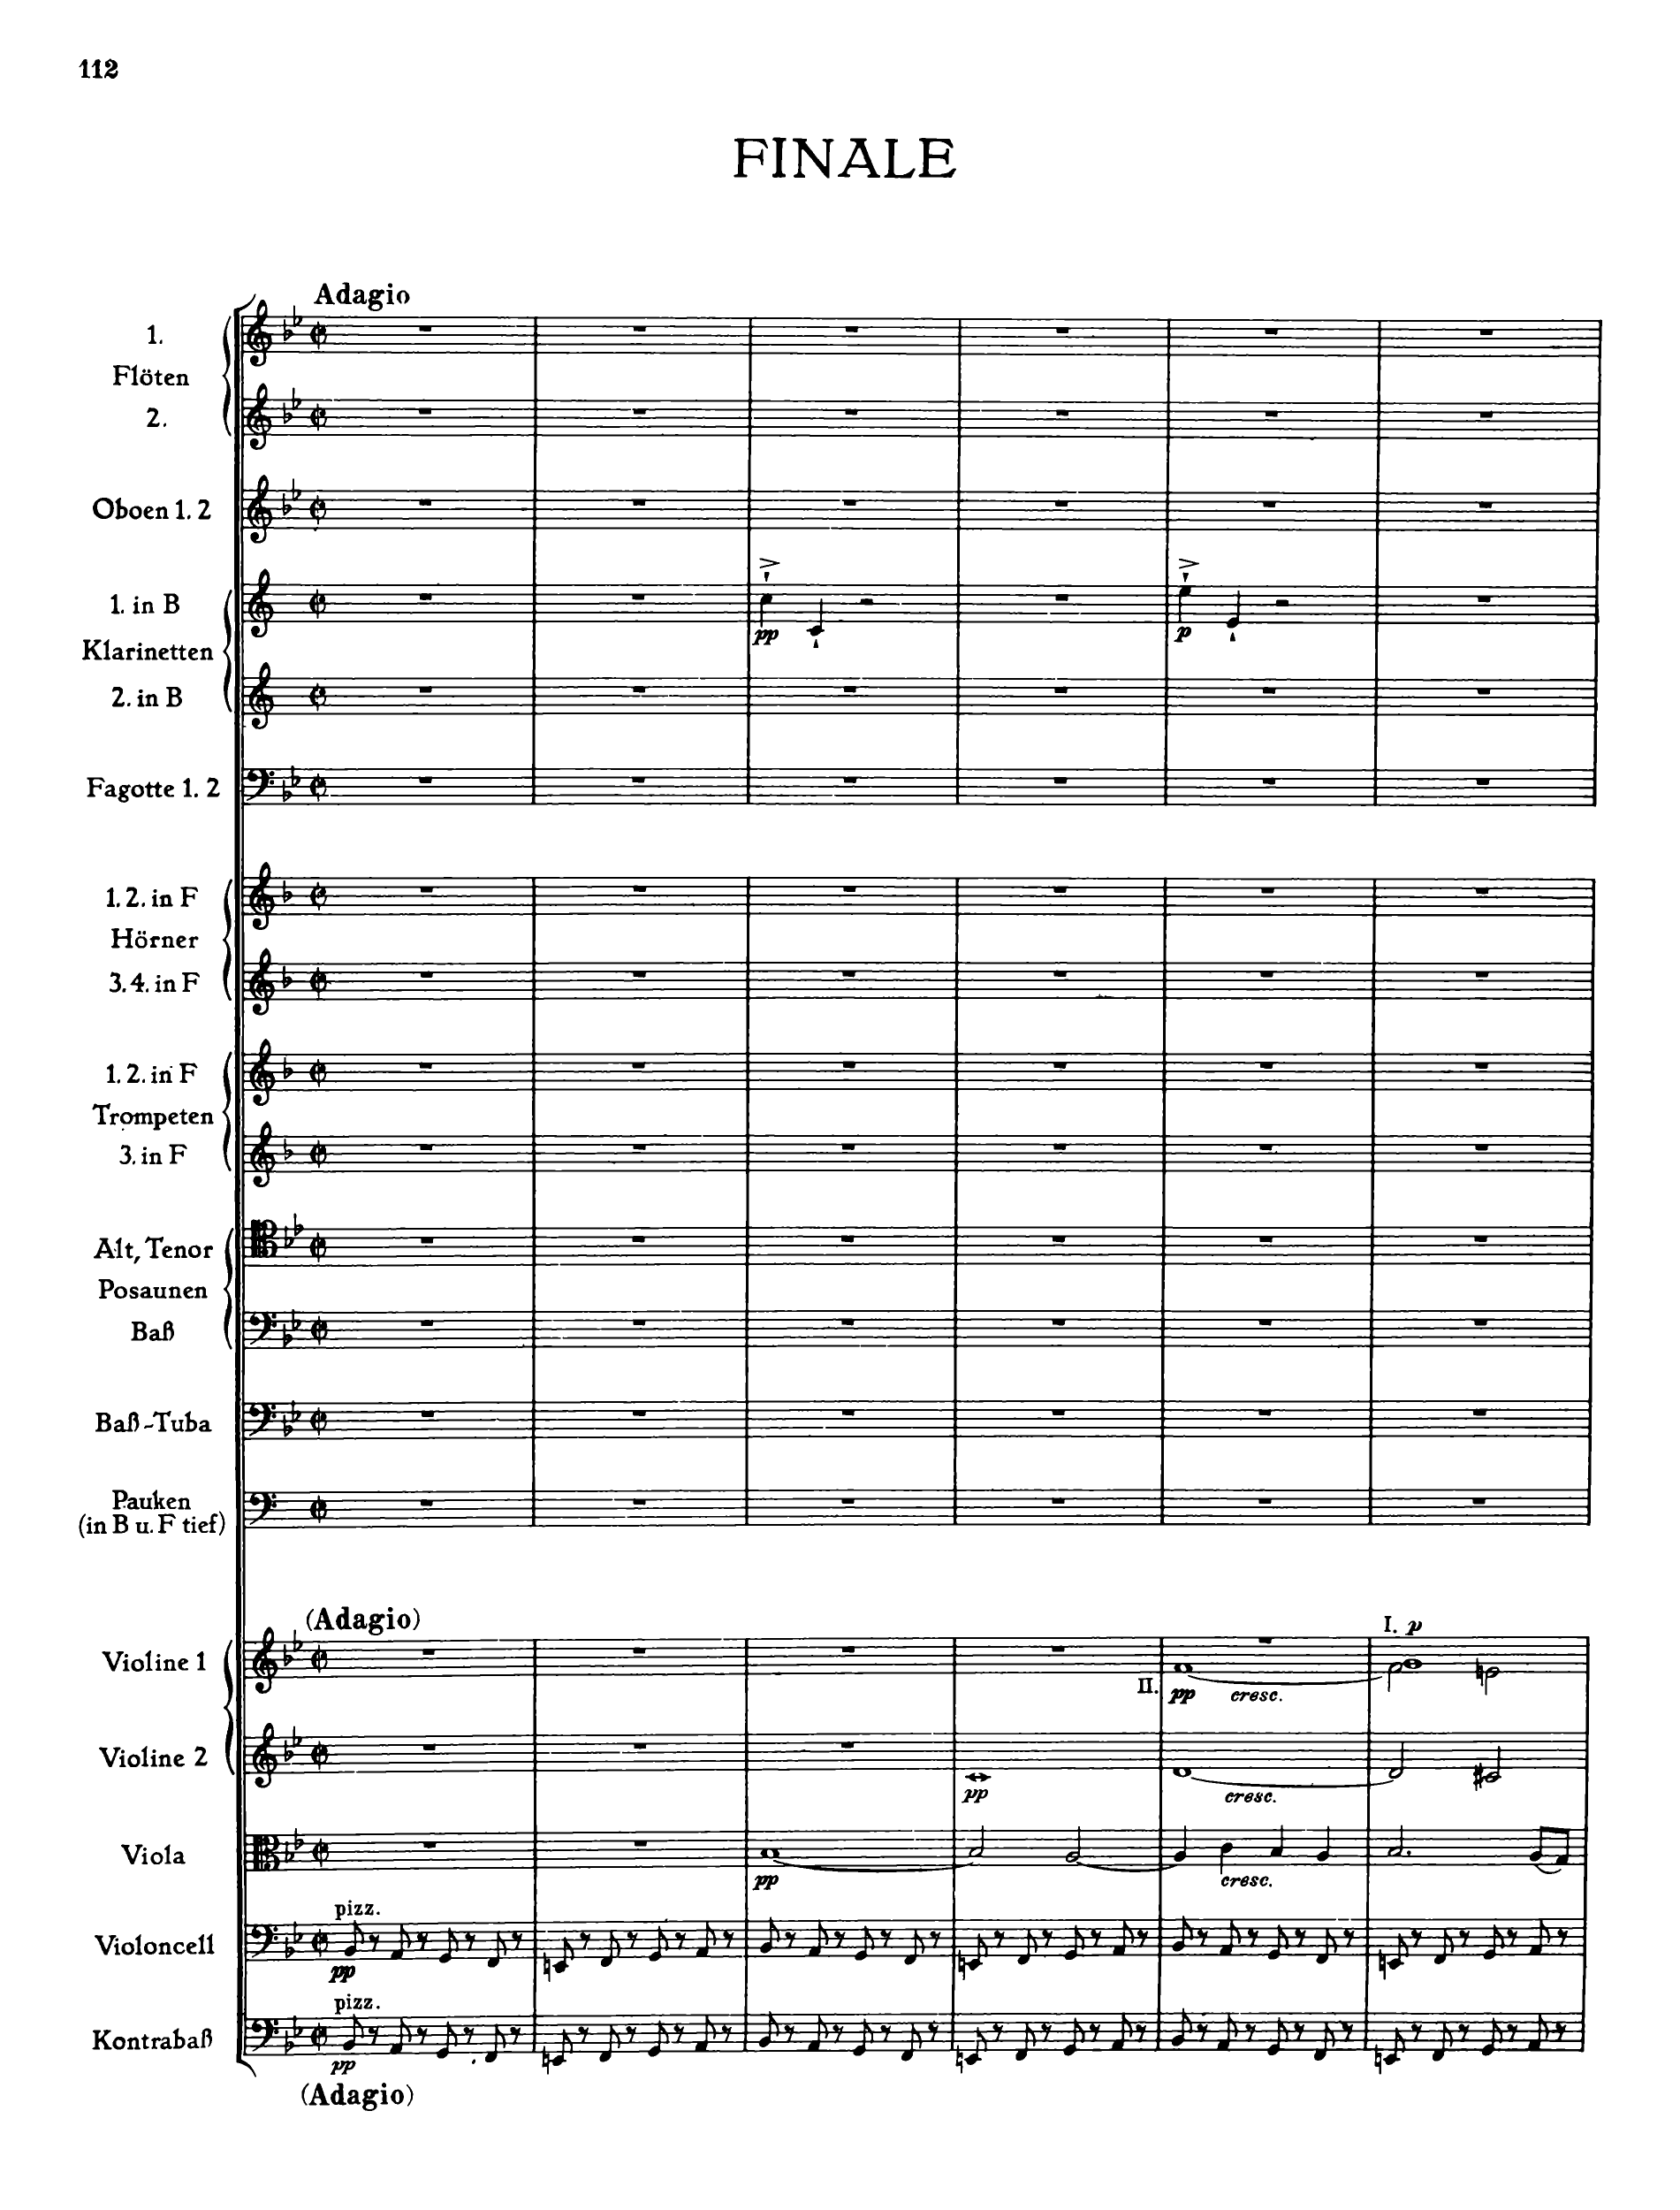 112
FINALE
Adagio
1.
Flöten
2.
Oboen 1. 2
1. in B
pp
p
Klarinetten
2. in B
Fagotte 1. 2
1. 2. in F
Hörner
3. 4. in F
1. 2. in F
Trompeten
3. in F
Alt, Tenor
Posaunen
Baß
Baß-Tuba
Pauken
(in B u. F tief)
(Adagio)
I. p
Violine 1
II. pp cresc.
Violine 2
pp cresc.
Viola
pp cresc.
pizz.
Violoncell
pp
pizz.
Kontrabaß
pp
(Adagio)